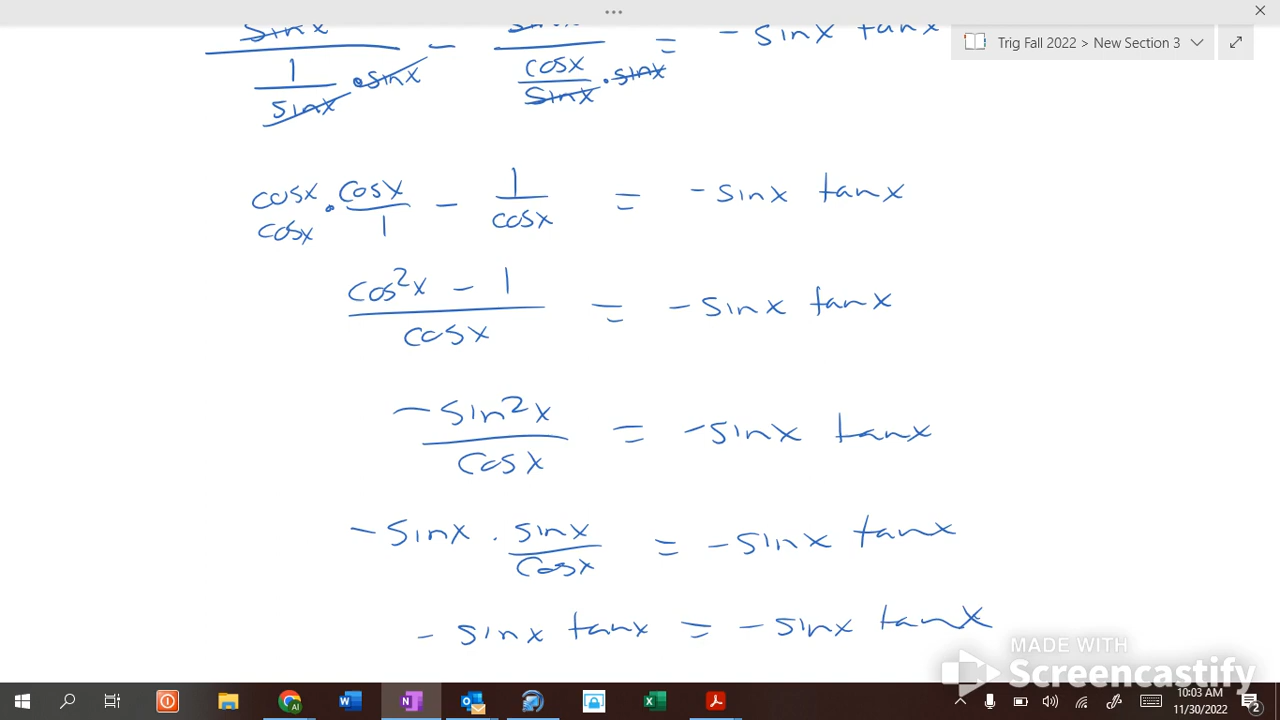 sinx
sinx
= -sinx tanx
Trig Fall 2022 > New Section 3
1
sinx
•sinx
-
cosx
sinx
•sinx
cosx
cosx
• cosx
1
- 1
cosx
= -sinx tanx
cos²x - 1
cosx
= -sinx tanx
-sin²x
cosx
= -sinx tanx
-sinx • sinx
cosx
= -sinx tanx
- sinx tanx = -sinx tanx
MADE WITH
Screencastify
10:03 AM
11/30/2022
2